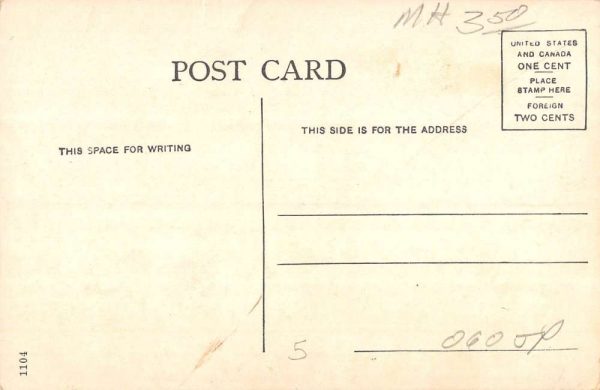 MH 350
UNITED STATES
AND CANADA
ONE CENT
PLACE
STAMP HERE
FOREIGN
TWO CENTS
POST CARD
THIS SPACE FOR WRITING
THIS SIDE IS FOR THE ADDRESS
5
1104